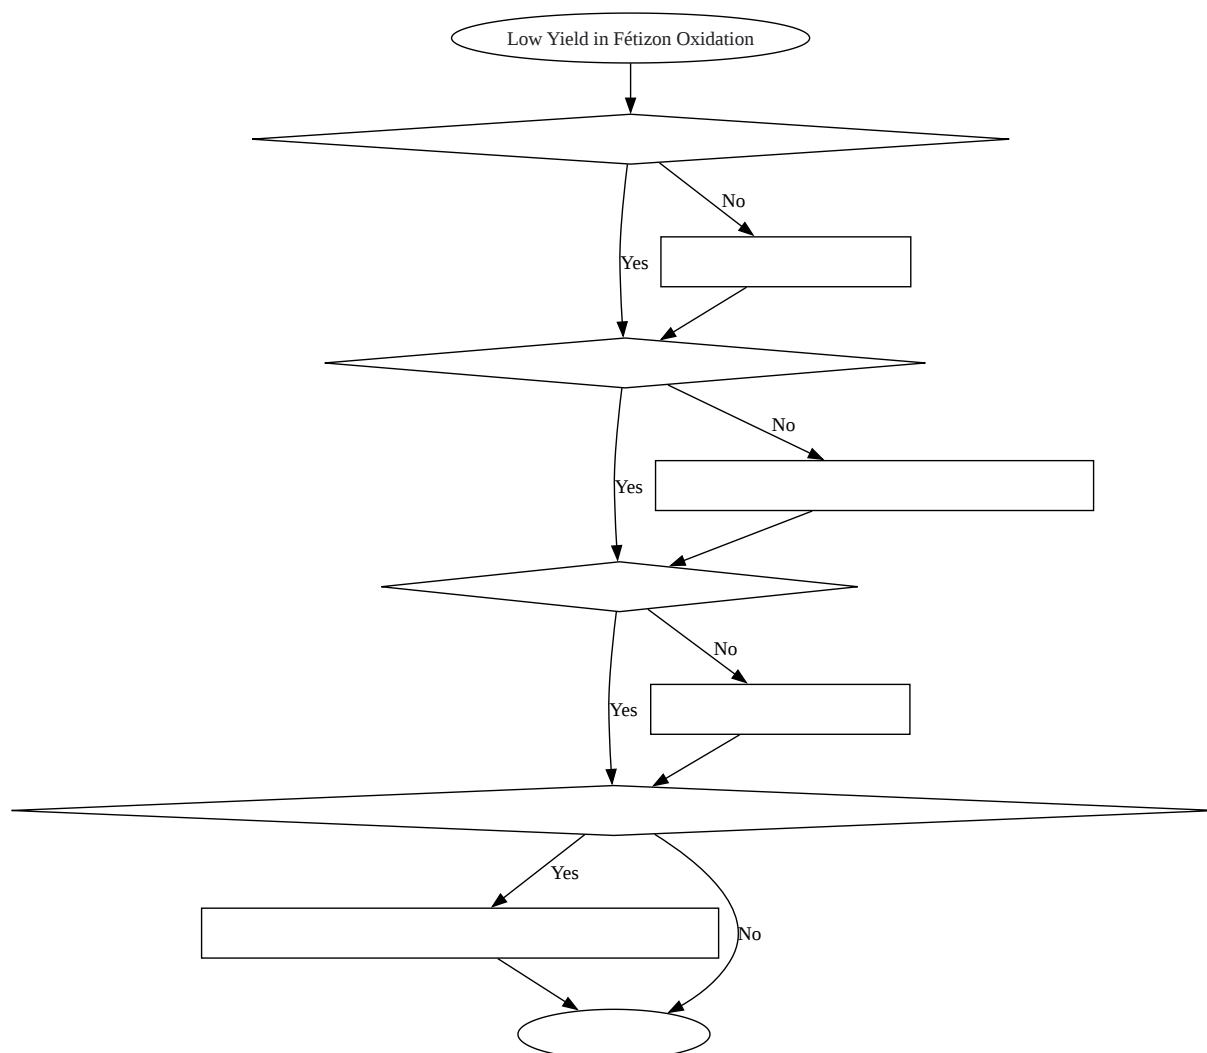 Low Yield in Fétizon Oxidation
No
Yes
No
Yes
No
Yes
Yes
No